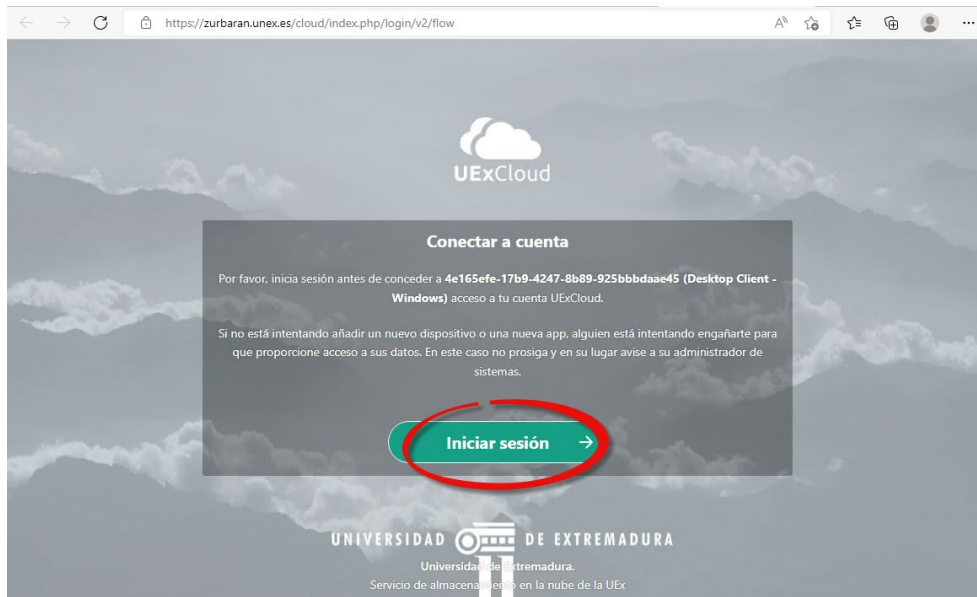 https://zurbaran.unex.es/cloud/index.php/login/v2/flow
UExCloud
Conectar a cuenta
Por favor, inicia sesión antes de conceder a 4e165efe-17b9-4247-8b89-925bbbdaae45 (Desktop Client -
Windows) acceso a tu cuenta UExCloud.
Si no está intentando añadir un nuevo dispositivo o una nueva app, alguien está intentando engañarte para
que proporcione acceso a sus datos. En este caso no prosiga y en su lugar avise a su administrador de
sistemas.
Iniciar sesión
UNIVERSIDAD DE EXTREMADURA
Universidad de Extremadura.
Servicio de almacenamiento en la nube de la UEx